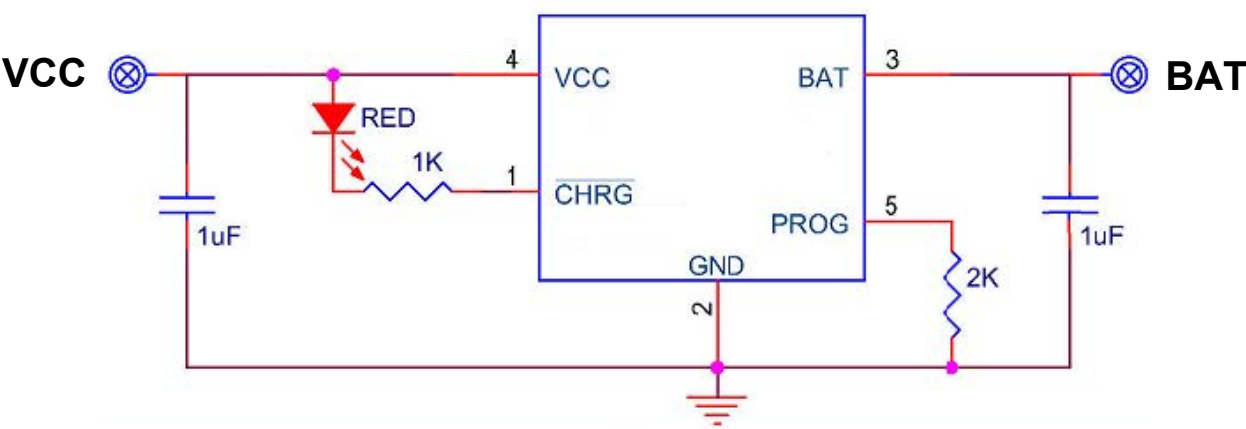 VCC
4
VCC
BAT
3
BAT
RED
1K
1
CHRG
5
PROG
1uF
1uF
GND
2K
2